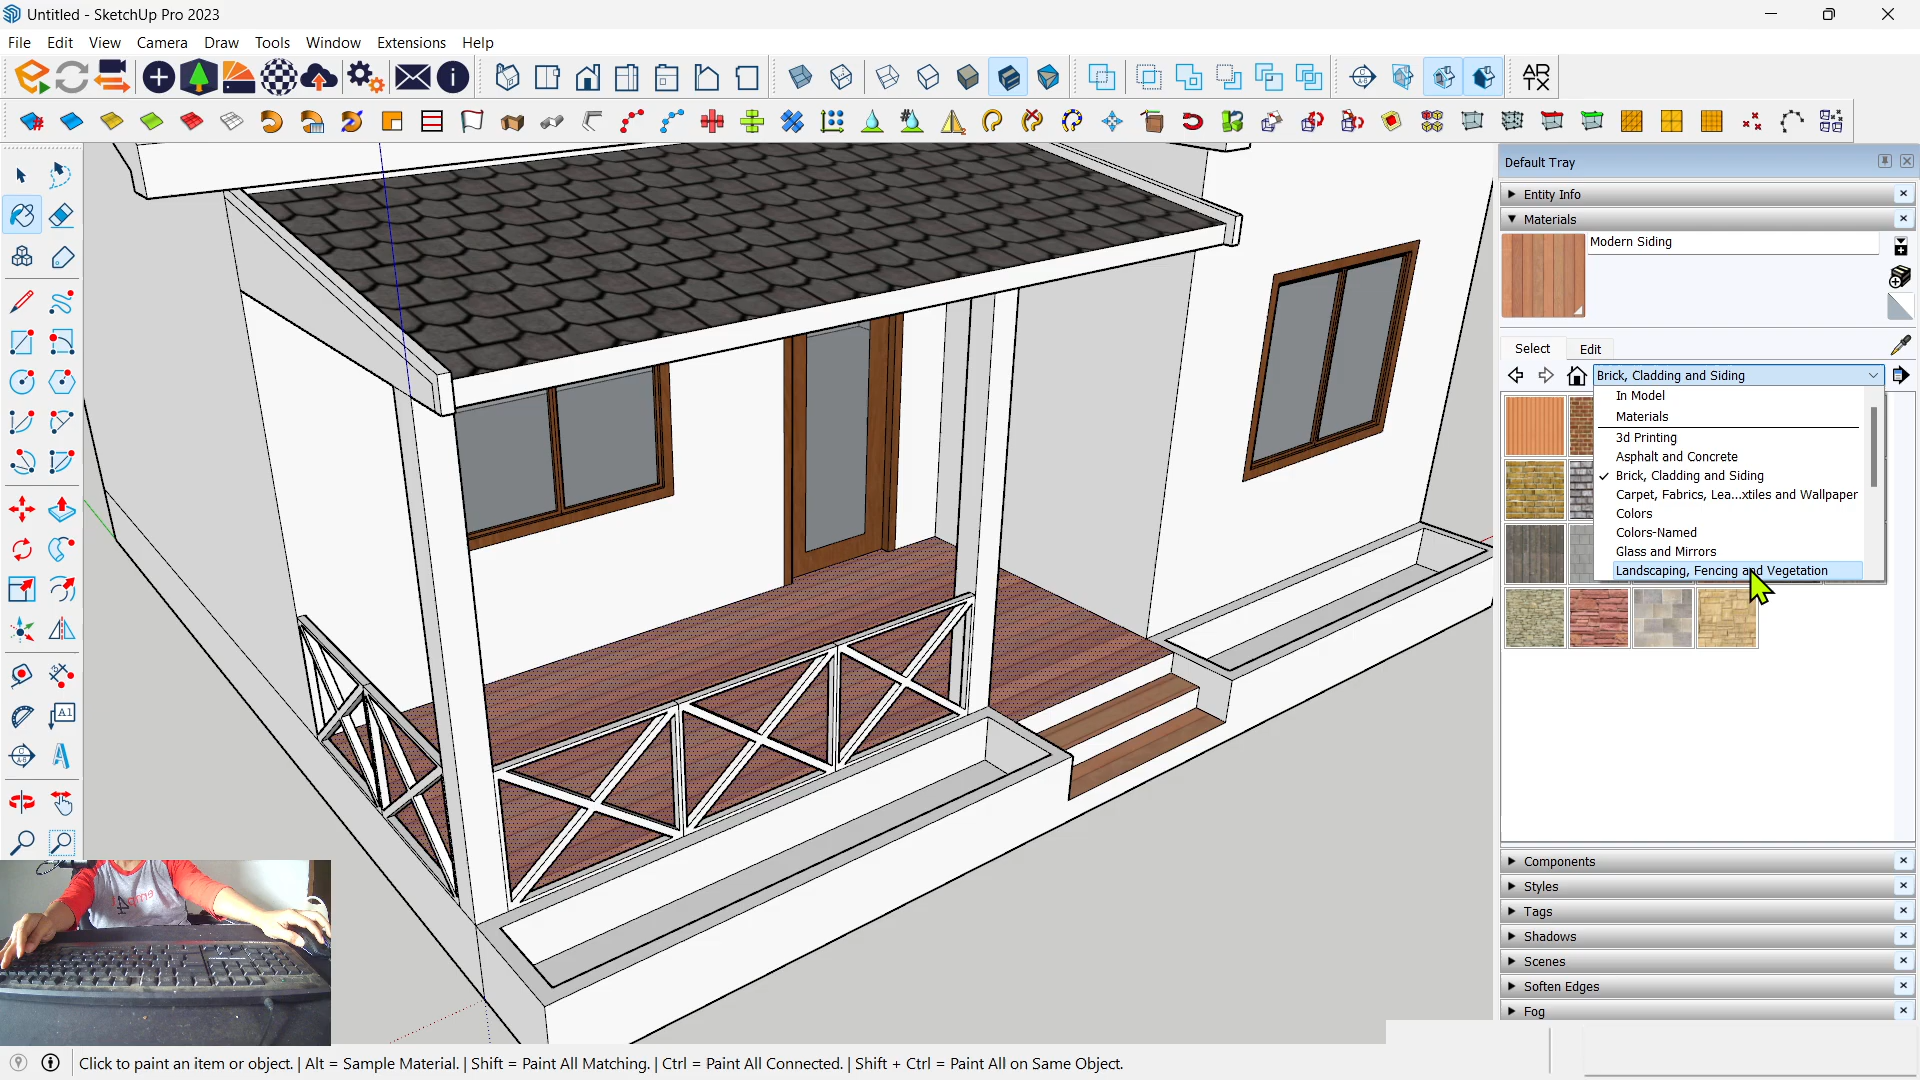 Untitled - SketchUp Pro 2023
File Edit View Camera Draw Tools Window Extensions Help
AR
TX
Default Tray
Entity Info
Materials
Modern Siding
Select Edit
Brick, Cladding and Siding
In Model
Materials
3d Printing
Asphalt and Concrete
Brick, Cladding and Siding
Carpet, Fabrics, Lea...xtiles and Wallpaper
Colors
Colors-Named
Glass and Mirrors
Landscaping, Fencing and Vegetation
Components
Styles
Tags
Shadows
Scenes
Soften Edges
Fog
A1
Click to paint an item or object. | Alt = Sample Material. | Shift = Paint All Matching. | Ctrl = Paint All Connected. | Shift + Ctrl = Paint All on Same Object.